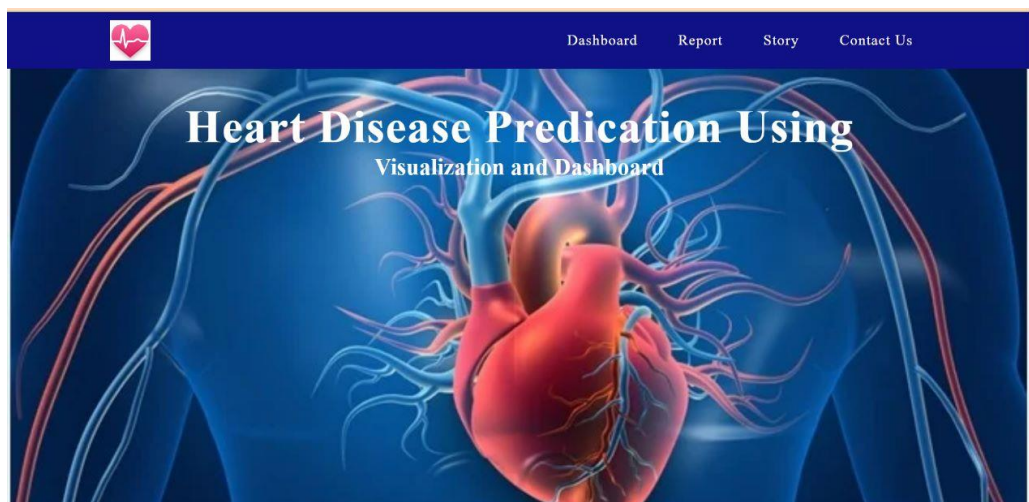 Dashboard Report Story Contact Us
Heart Disease Predication Using
Visualization and Dashboard